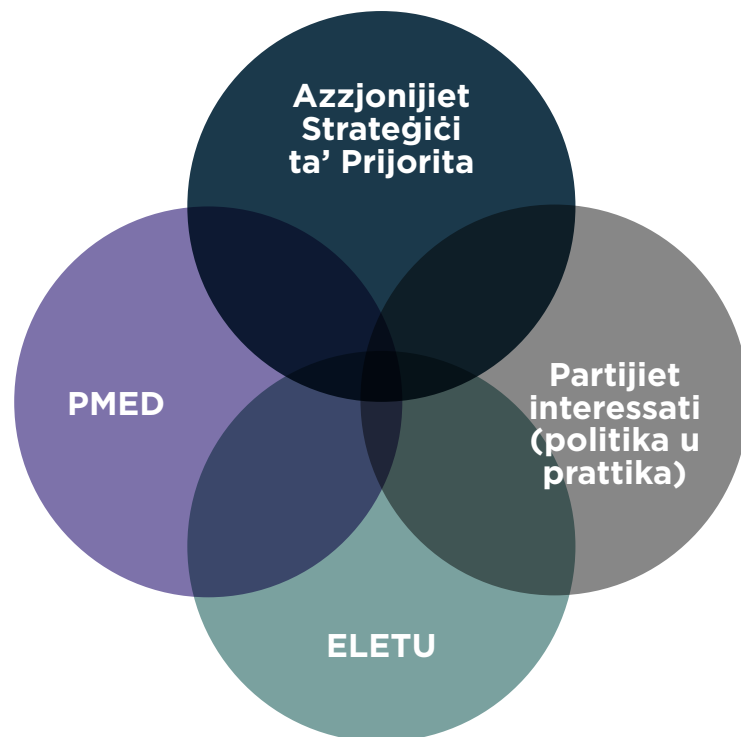 Azzjonijiet
Strateġiċi
ta’ Prijorita
PMED
Partijiet
interessati
(politika u
prattika)
ELETU